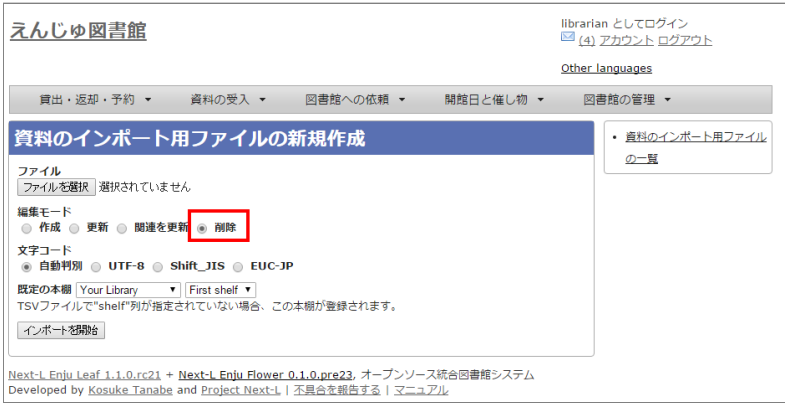 えんじゅ図書館
librarian としてログイン
(4) アカウント ログアウト
Other languages
貸出・返却・予約 ▼ 資料の受入 ▼ 図書館への依頼 ▼ 開館日と催し物 ▼ 図書館の管理 ▼
資料のインポート用ファイルの新規作成
• 資料のインポート用ファイル
の一覧
ファイル
ファイルを選択 選択されていません
編集モード
作成 更新 関連を更新 削除
文字コード
自動判別 UTF-8 Shift_JIS EUC-JP
既定の本棚 Your Library ▼ First shelf ▼
TSVファイルで"shelf"列が指定されていない場合、この本棚が登録されます。
インポートを開始
Next-L Enju Leaf 1.1.0.rc21 + Next-L Enju Flower 0.1.0.pre23, オープンソース統合図書館システム
Developed by Kosuke Tanabe and Project Next-L | 不具合を報告する | マニュアル